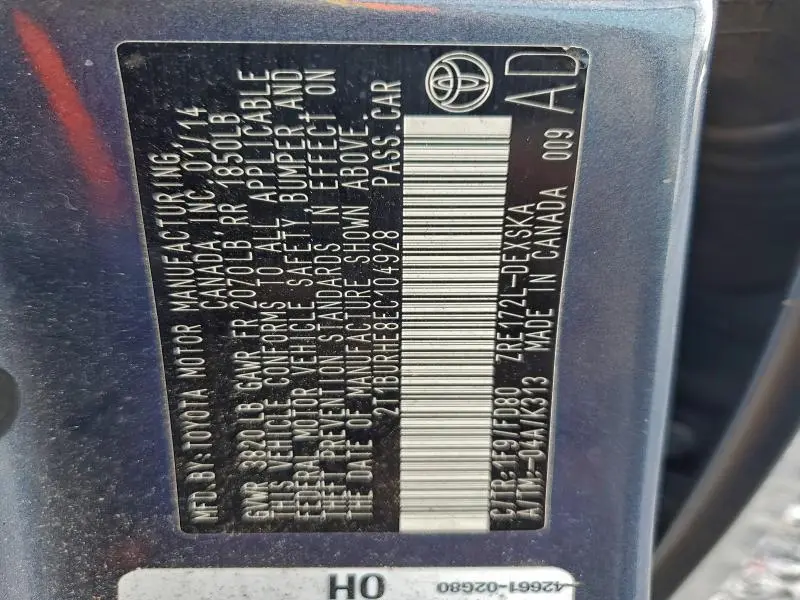 MFD.BY:TOYOTA MOTOR MANUFACTURING,
CANADA, INC. 01/14
GVWR 3820LB GAWR FR 2070LB RR 1850LB
THIS VEHICLE CONFORMS TO ALL APPLICABLE
FEDERAL MOTOR VEHICLE SAFETY BUMPER,AND
THEFT PREVENTION STANDARDS IN EFFECT ON
THE DATE OF MANUFACTURE SHOWN ABOVE.
2T1BURHE8EC104928 PASS.CAR
C/TR:1F9/FD80 ZRE172L-DEXSKA
A/TM:-04A/K313 MADE IN CANADA 009
AD
42661-02G80
OH